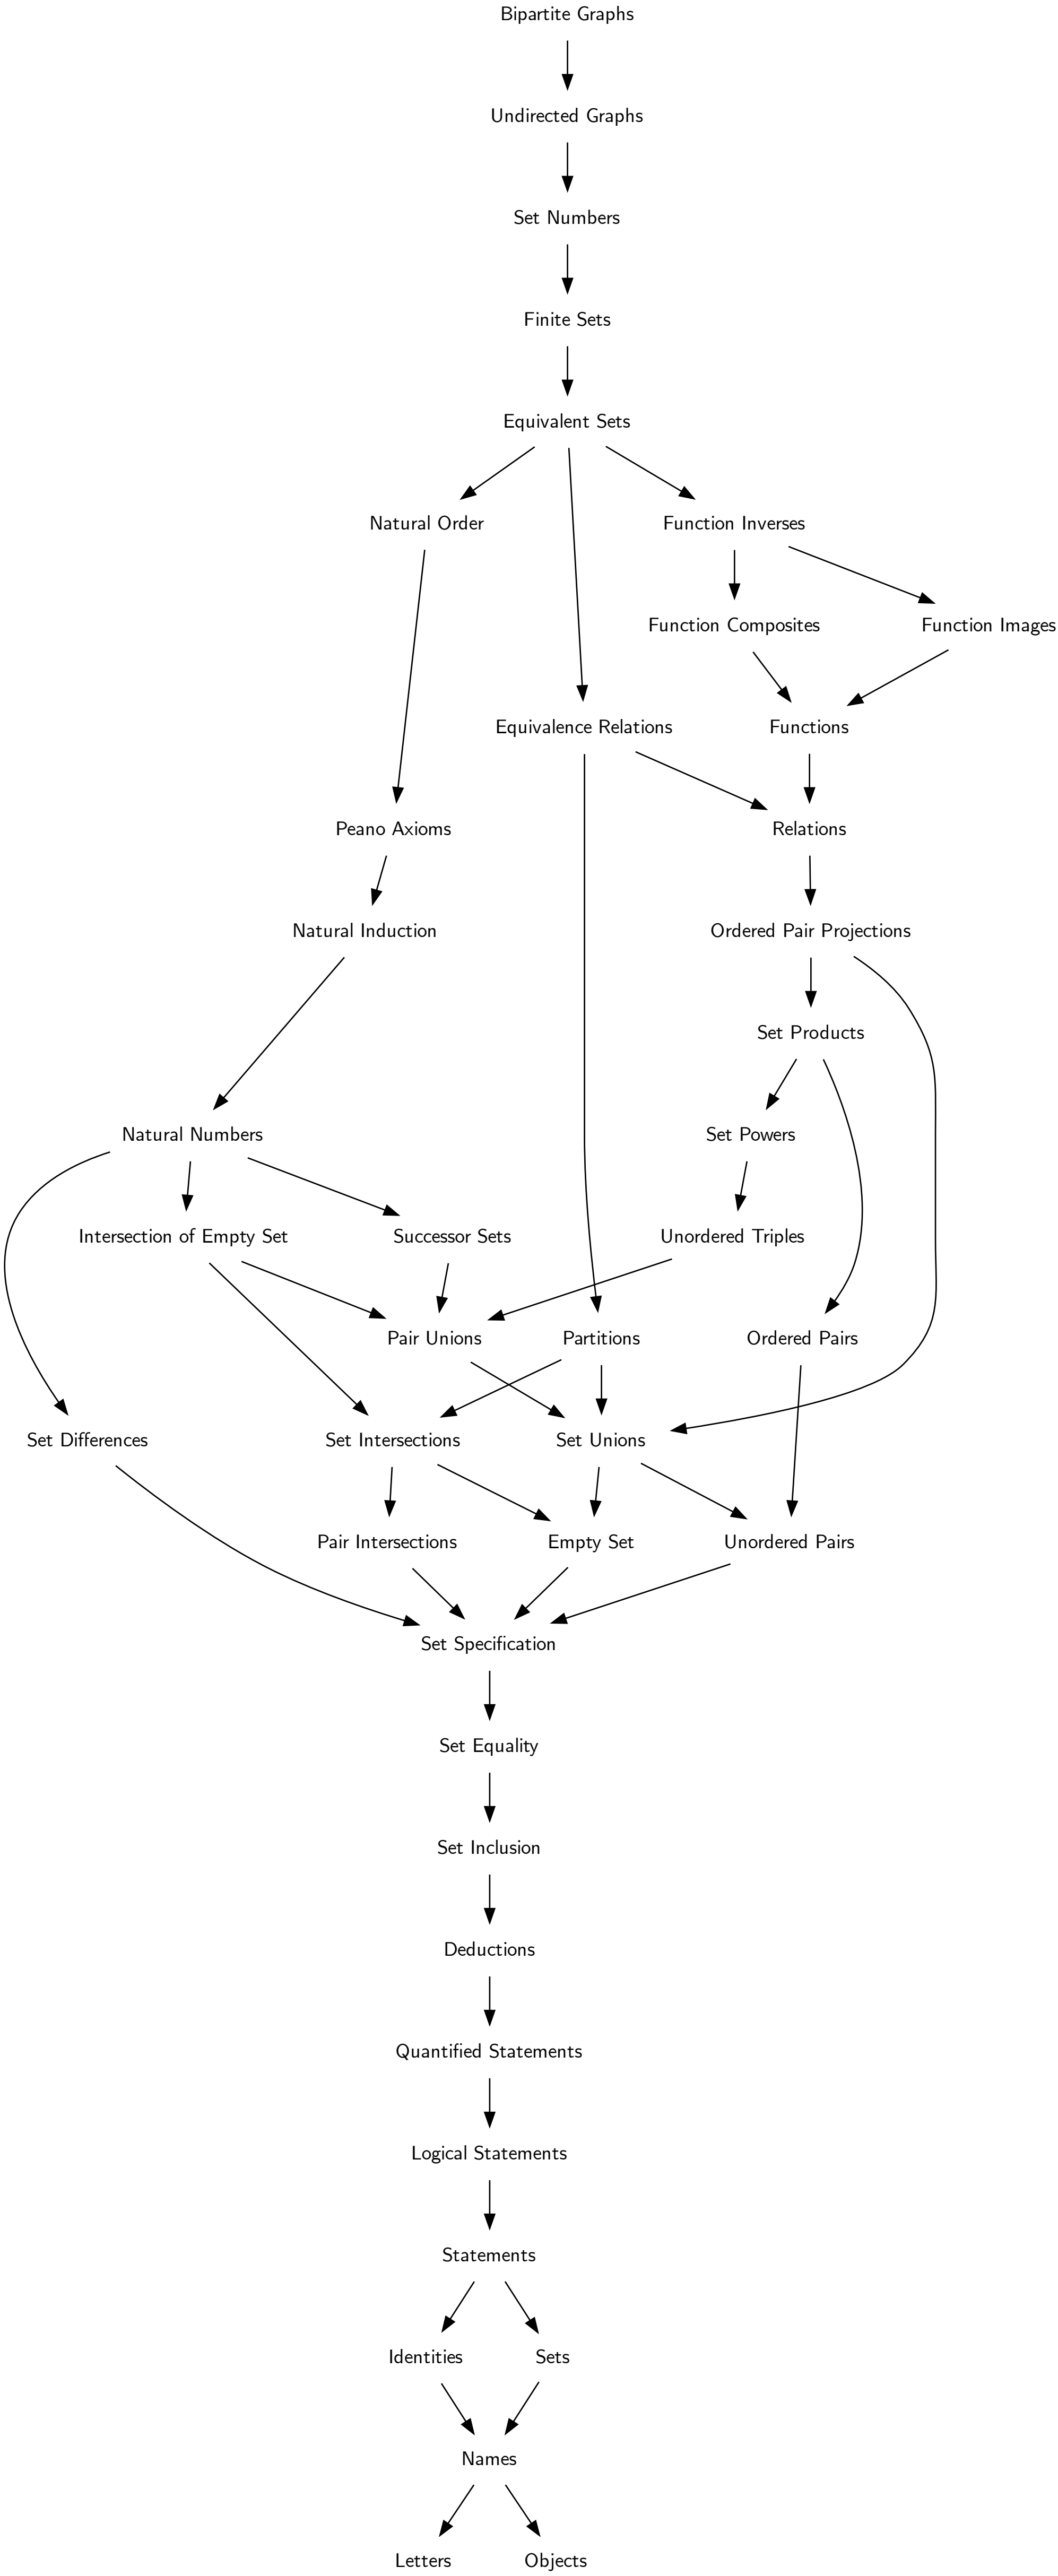 Bipartite Graphs
Undirected Graphs
Set Numbers
Finite Sets
Equivalent Sets
Natural Order
Function Inverses
Function Composites
Function Images
Equivalence Relations
Functions
Peano Axioms
Relations
Natural Induction
Ordered Pair Projections
Set Products
Natural Numbers
Set Powers
Intersection of Empty Set
Successor Sets
Unordered Triples
Pair Unions
Partitions
Ordered Pairs
Set Differences
Set Intersections
Set Unions
Pair Intersections
Empty Set
Unordered Pairs
Set Specification
Set Equality
Set Inclusion
Deductions
Quantified Statements
Logical Statements
Statements
Identities
Sets
Names
Letters
Objects